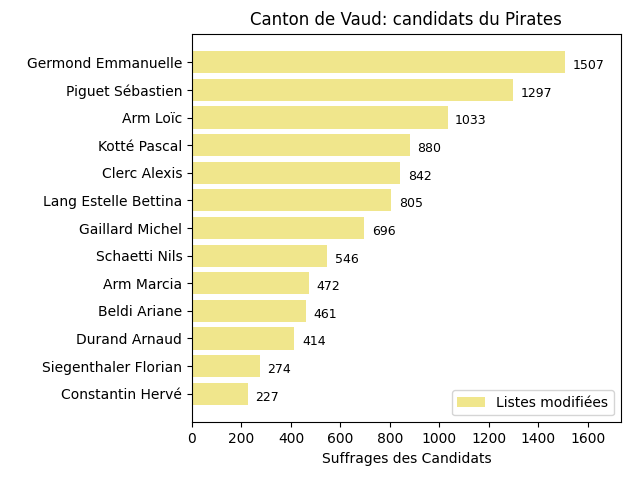 Canton de Vaud: candidats du Pirates
Germond Emmanuelle 1507
Piguet Sébastien 1297
Arm Loïc 1033
Kotté Pascal 880
Clerc Alexis 842
Lang Estelle Bettina 805
Gaillard Michel 696
Schaetti Nils 546
Arm Marcia 472
Beldi Ariane 461
Durand Arnaud 414
Siegenthaler Florian 274
Constantin Hervé 227
Listes modifiées
0 200 400 600 800 1000 1200 1400 1600
Suffrages des Candidats